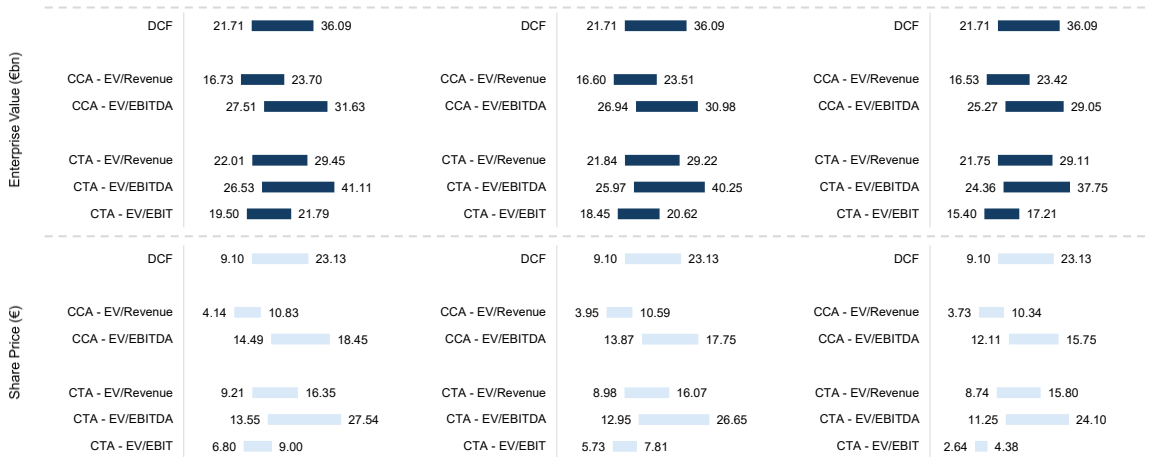 Enterprise Value (€bn)
DCF 21.71 36.09 DCF 21.71 36.09 DCF 21.71 36.09
CCA - EV/Revenue 16.73 23.70 CCA - EV/Revenue 16.60 23.51 CCA - EV/Revenue 16.53 23.42
CCA - EV/EBITDA 27.51 31.63 CCA - EV/EBITDA 26.94 30.98 CCA - EV/EBITDA 25.27 29.05
CTA - EV/Revenue 22.01 29.45 CTA - EV/Revenue 21.84 29.22 CTA - EV/Revenue 21.75 29.11
CTA - EV/EBITDA 26.53 41.11 CTA - EV/EBITDA 25.97 40.25 CTA - EV/EBITDA 24.36 37.75
CTA - EV/EBIT 19.50 21.79 CTA - EV/EBIT 18.45 20.62 CTA - EV/EBIT 15.40 17.21
Share Price (€)
DCF 9.10 23.13 DCF 9.10 23.13 DCF 9.10 23.13
CCA - EV/Revenue 4.14 10.83 CCA - EV/Revenue 3.95 10.59 CCA - EV/Revenue 3.73 10.34
CCA - EV/EBITDA 14.49 18.45 CCA - EV/EBITDA 13.87 17.75 CCA - EV/EBITDA 12.11 15.75
CTA - EV/Revenue 9.21 16.35 CTA - EV/Revenue 8.98 16.07 CTA - EV/Revenue 8.74 15.80
CTA - EV/EBITDA 13.55 27.54 CTA - EV/EBITDA 12.95 26.65 CTA - EV/EBITDA 11.25 24.10
CTA - EV/EBIT 6.80 9.00 CTA - EV/EBIT 5.73 7.81 CTA - EV/EBIT 2.64 4.38